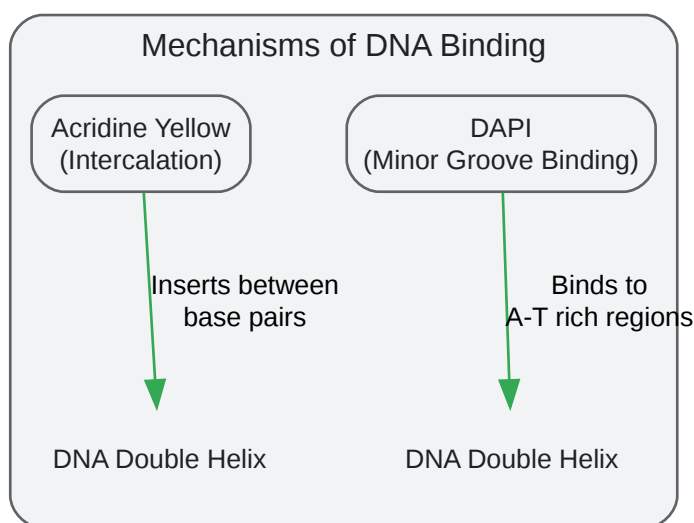 Mechanisms of DNA Binding
Acridine Yellow
(Intercalation)
DAPI
(Minor Groove Binding)
Inserts between
base pairs
Binds to
A-T rich regions
DNA Double Helix
DNA Double Helix